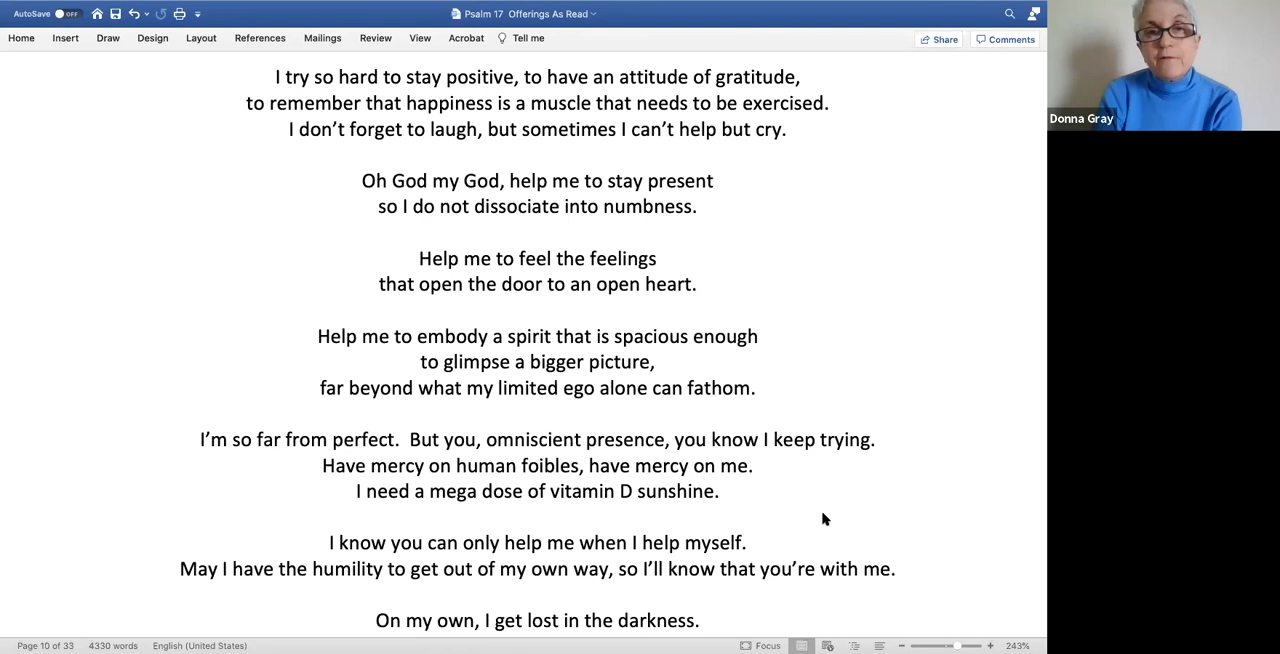 AutoSave OFF
Psalm 17 Offerings As Read
Home Insert Draw Design Layout References Mailings Review View Acrobat Tell me
Share Comments
I try so hard to stay positive, to have an attitude of gratitude,
to remember that happiness is a muscle that needs to be exercised.
I don’t forget to laugh, but sometimes I can’t help but cry.
Oh God my God, help me to stay present
so I do not dissociate into numbness.
Help me to feel the feelings
that open the door to an open heart.
Help me to embody a spirit that is spacious enough
to glimpse a bigger picture,
far beyond what my limited ego alone can fathom.
I’m so far from perfect.  But you, omniscient presence, you know I keep trying.
Have mercy on human foibles, have mercy on me.
I need a mega dose of vitamin D sunshine.
I know you can only help me when I help myself.
May I have the humility to get out of my own way, so I’ll know that you’re with me.
On my own, I get lost in the darkness.
Page 10 of 33 4330 words English (United States) Focus 243%
Donna Gray